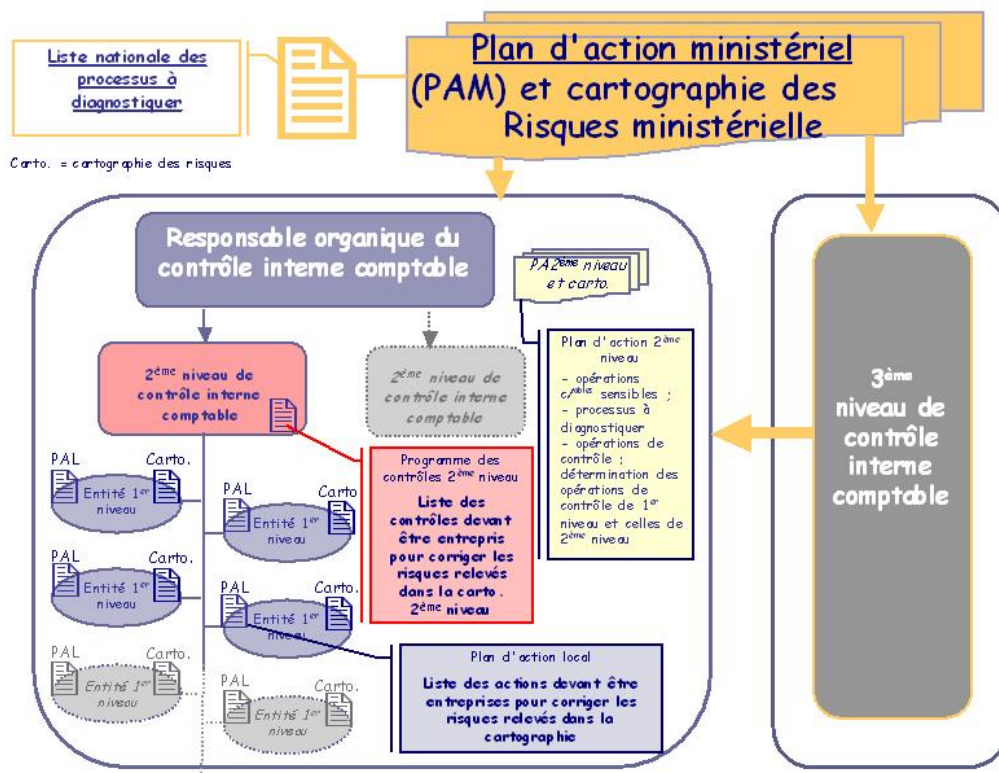 Liste nationale des
processus à
diagnostiquer
Plan d'action ministériel
(PAM) et cartographie des
Risques ministérielle
Carto. = cartographie des risques
Responsable organique du
contrôle interne comptable
PA2ème niveau
et carto.
2ème niveau de
contrôle interne
comptable
2ème niveau de
contrôle interne
comptable
Plan d'action 2ème
niveau
- opérations
c/able sensibles ;
- processus à
diagnostiquer
- opérations de
contrôle ;
détermination des
opérations de
contrôle de 1er
niveau et celles de
2ème niveau
3ème
niveau de
contrôle
interne
comptable
Programme des
contrôles 2ème niveau
Liste des
contrôles devant
être entrepris
pour corriger les
risques relevés
dans la carto.
2ème niveau
PAL
Carto.
Entité 1er
niveau
PAL
Carto
Entité 1er
niveau
PAL
Carto.
Entité 1er
niveau
PAL
Carto.
Entité 1er
niveau
PAL
Carto.
Entité 1er
niveau
PAL
Carto.
Entité 1er
niveau
Plan d'action local
Liste des actions devant être
entreprises pour corriger les
risques relevés dans la
cartographie